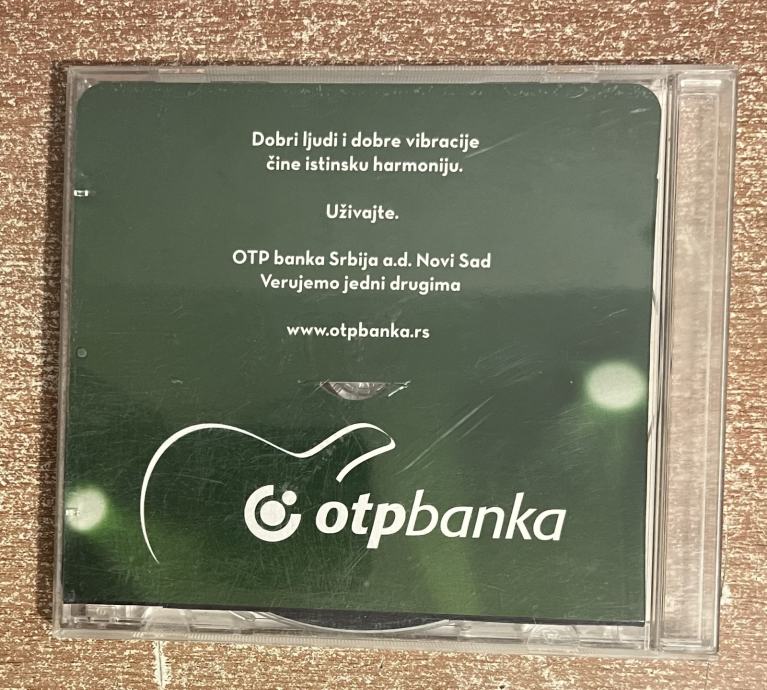 Dobri ljudi i dobre vibracije
čine istinsku harmoniju.
Uživajte.
OTP banka Srbija a.d. Novi Sad
Verujemo jedni drugima
www.otpbanka.rs
otpbanka